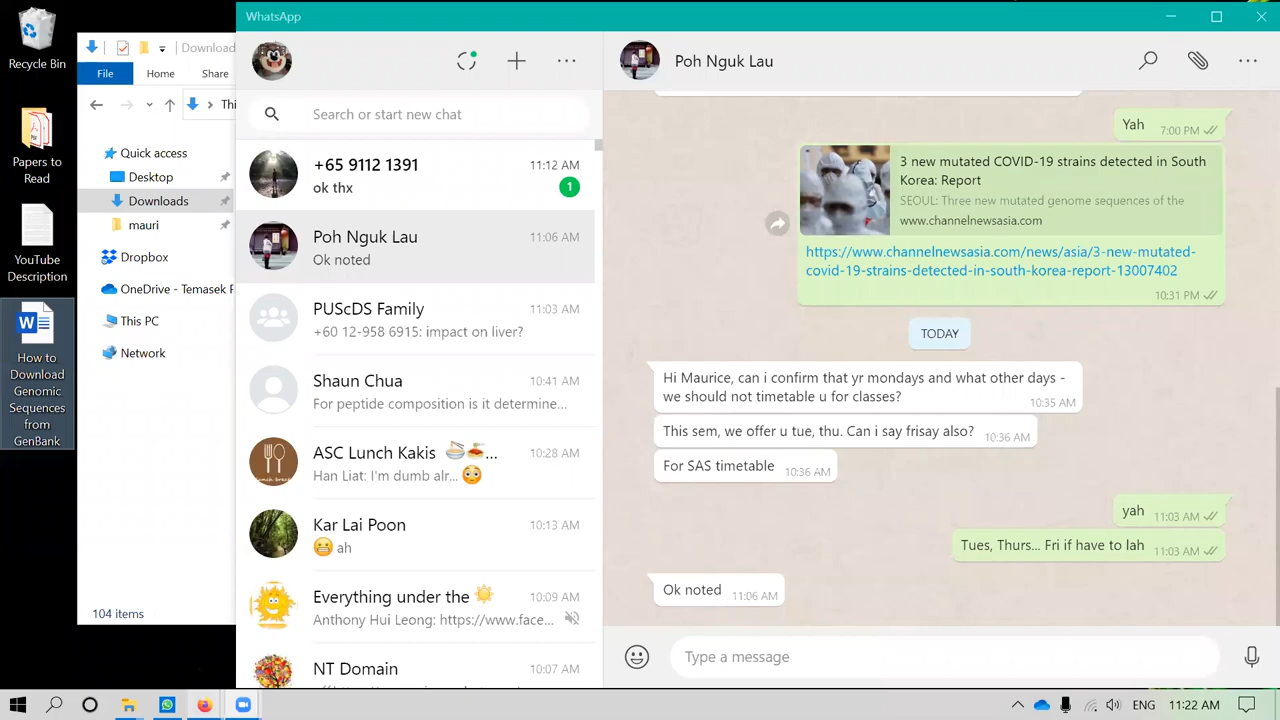 WhatsApp
Recycle Bin
Papers to
Read
YouTube
Description
How to
Download
Genomic
Sequences
from
GenBank
Download
File
Home
Share
Thi
Quick access
Desktop
Downloads
mauri
Dropbox
OneDrive - Temasek P
This PC
Network
104 items
Search or start new chat
+65 9112 1391
11:12 AM
ok thx
1
Poh Nguk Lau
11:06 AM
Ok noted
PUScDS Family
11:03 AM
+60 12-958 6915: impact on liver?
Shaun Chua
10:41 AM
For peptide composition is it determine...
ASC Lunch Kakis 🍜🍝...
10:28 AM
Han Liat: I'm dumb alr... 😳
Kar Lai Poon
10:13 AM
😬 ah
Everything under the ☀
10:09 AM
Anthony Hui Leong: https://www.face...
NT Domain
10:07 AM
Poh Nguk Lau
Yah
7:00 PM
3 new mutated COVID-19 strains detected in South
Korea: Report
SEOUL: Three new mutated genome sequences of the
www.channelnewsasia.com
https://www.channelnewsasia.com/news/asia/3-new-mutated-
covid-19-strains-detected-in-south-korea-report-13007402
10:31 PM
TODAY
Hi Maurice, can i confirm that yr mondays and what other days -
we should not timetable u for classes?
10:35 AM
This sem, we offer u tue, thu. Can i say frisay also?
10:36 AM
For SAS timetable
10:36 AM
yah
11:03 AM
Tues, Thurs... Fri if have to lah
11:03 AM
Ok noted
11:06 AM
Type a message
ENG
11:22 AM